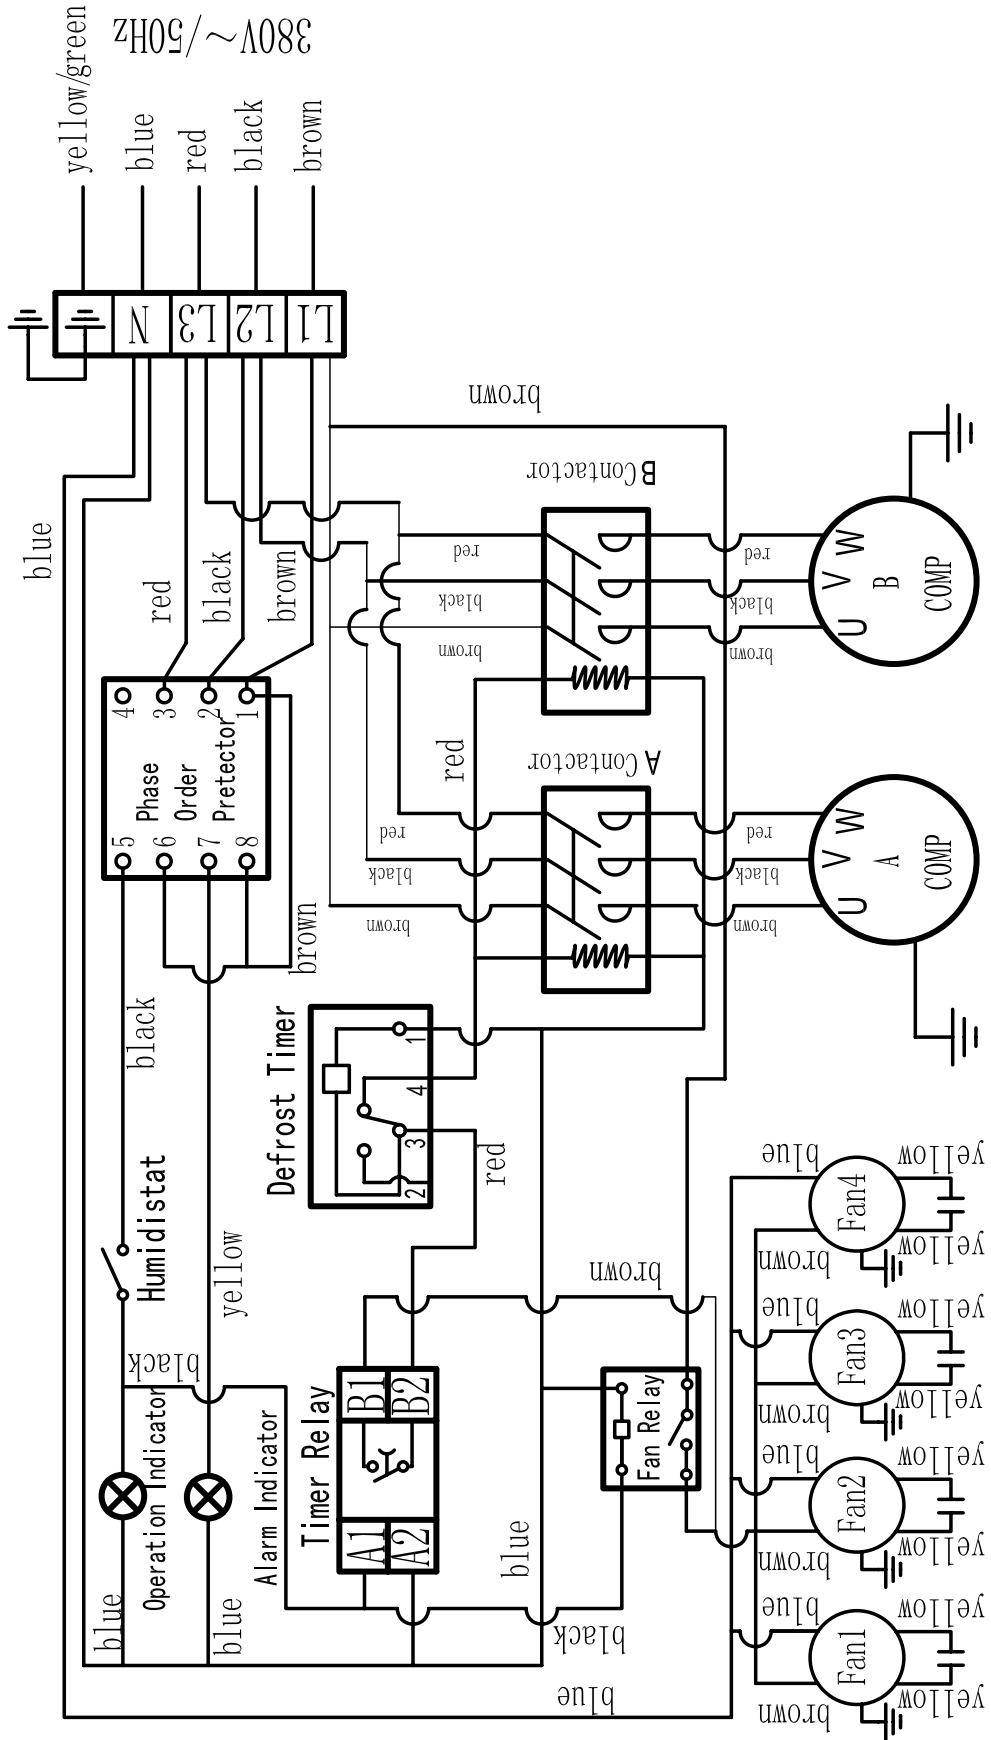 380V～/50Hz
yellow/green
blue
red
black
brown
N
L3
L2
L1
blue
red
black
brown
brown
B Contactor
red
black
brown
red
black
brown
U V W
B
COMP
4
3
2
1
Phase
Order
Pretector
5
6
7
8
red
A Contactor
red
black
brown
red
black
brown
U V W
A
COMP
brown
black
Defrost Timer
1
4
3
2
red
Humidistat
yellow
black
brown
Operation Indicator
Alarm Indicator
Timer Relay
B1
B2
A1
A2
Fan Relay
blue
blue
blue
black
blue
blue
brown
Fan4
yellow
yellow
blue
brown
Fan3
yellow
yellow
blue
brown
Fan2
yellow
yellow
blue
brown
Fan1
yellow
yellow